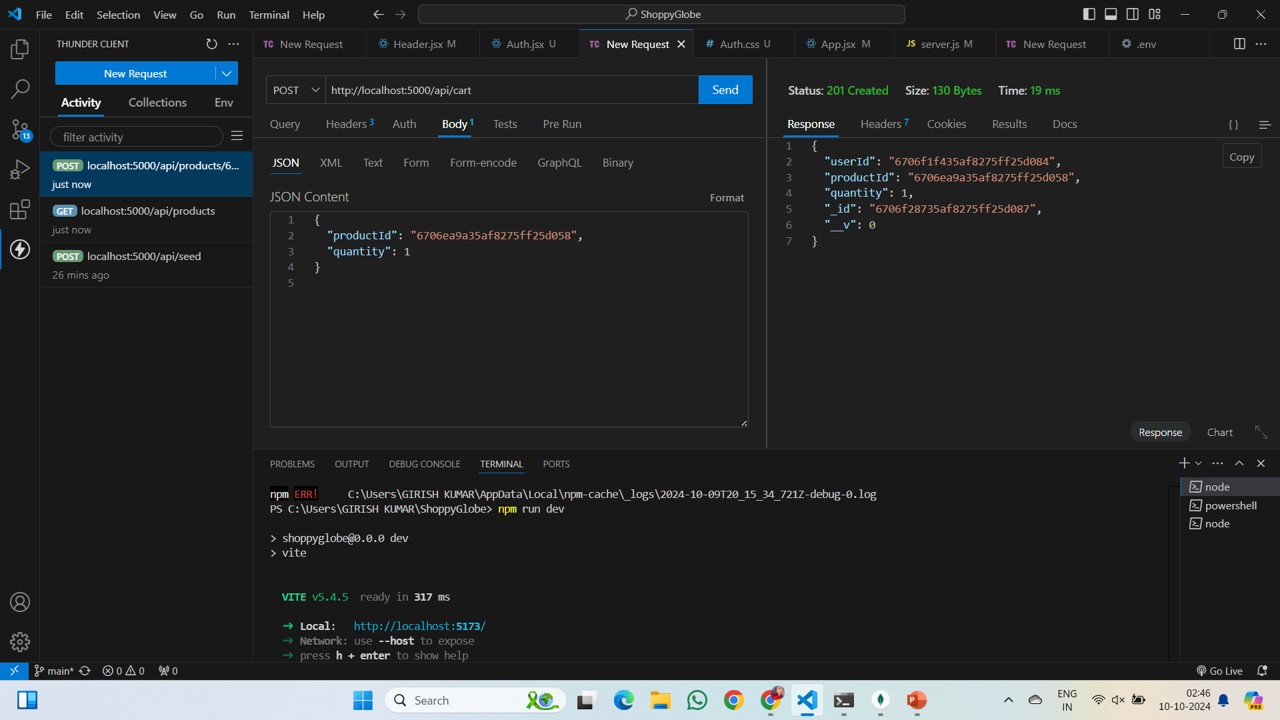 File Edit Selection View Go Run Terminal Help
ShoppyGlobe
THUNDER CLIENT
New Request
Activity Collections Env
filter activity
POST localhost:5000/api/products/6...
just now
GET localhost:5000/api/products
just now
POST localhost:5000/api/seed
26 mins ago
13
TC New Request Header.jsx M Auth.jsx U TC New Request # Auth.css U App.jsx M JS server.js M TC New Request .env
POST http://localhost:5000/api/cart Send
Query Headers 3 Auth Body 1 Tests Pre Run
JSON XML Text Form Form-encode GraphQL Binary
JSON Content Format
1 {
2 "productId": "6706ea9a35af8275ff25d058",
3 "quantity": 1
4 }
5
Status: 201 Created Size: 130 Bytes Time: 19 ms
Response Headers 7 Cookies Results Docs { }
Copy
1 {
2 "userId": "6706f1f435af8275ff25d084",
3 "productId": "6706ea9a35af8275ff25d058",
4 "quantity": 1,
5 "_id": "6706f28735af8275ff25d087",
6 "__v": 0
7 }
Response Chart
PROBLEMS OUTPUT DEBUG CONSOLE TERMINAL PORTS
npm ERR! C:\Users\GIRISH KUMAR\AppData\Local\npm-cache\_logs\2024-10-09T20_15_34_721Z-debug-0.log
PS C:\Users\GIRISH KUMAR\ShoppyGlobe> npm run dev
> shoppyglobe@0.0.0 dev
> vite
VITE v5.4.5 ready in 317 ms
➜ Local: http://localhost:5173/
➜ Network: use --host to expose
➜ press h + enter to show help
node
powershell
node
main* 0 0 0 Go Live
Search
ENG
IN
02:46
10-10-2024
PRE